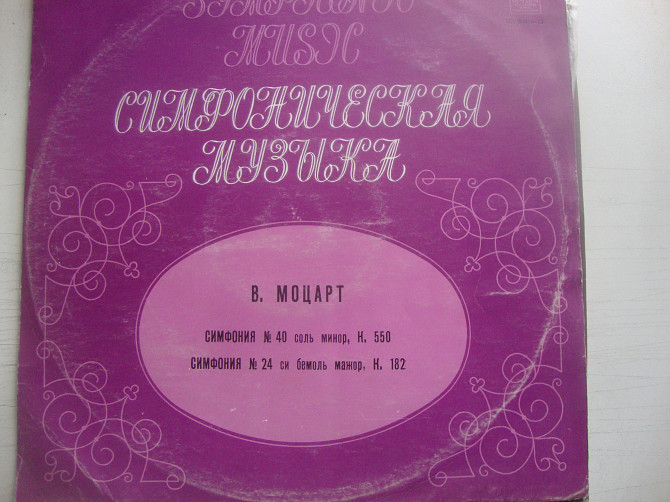 SYMPHONIC
MUSIC
СИМФОНИЧЕСКАЯ
МУЗЫКА
В. МОЦАРТ
СИМФОНИЯ № 40 соль минор, К. 550
СИМФОНИЯ № 24 си бемоль мажор, К. 182